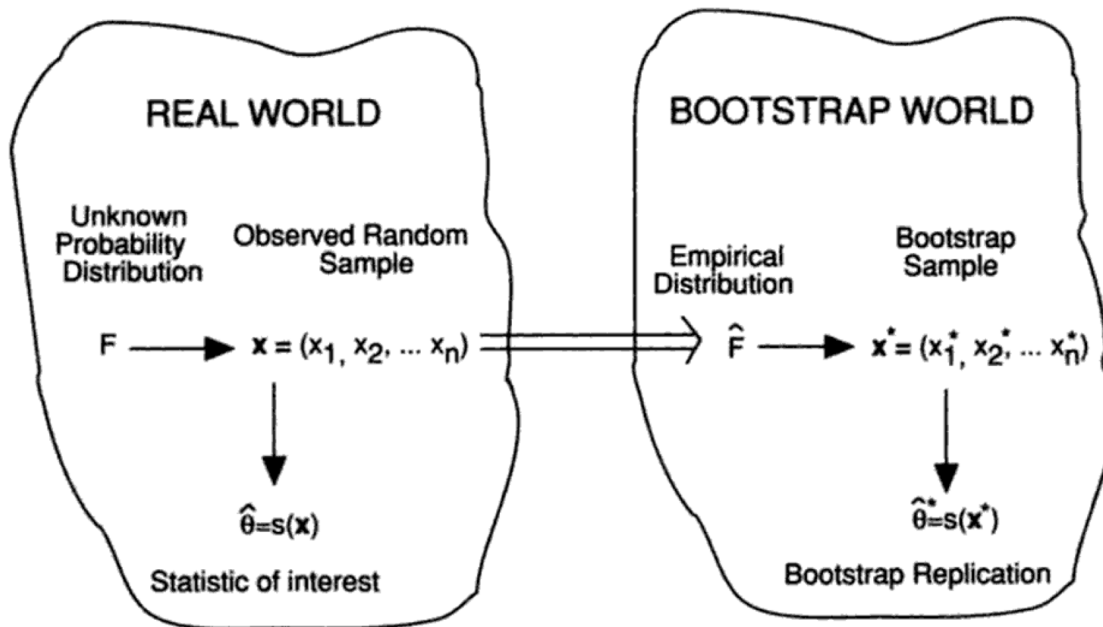 REAL WORLD
Unknown
Probability
Distribution
Observed Random
Sample
F
x = (x₁, x₂, ... xₙ)
θ̂=s(x)
Statistic of interest
BOOTSTRAP WORLD
Empirical
Distribution
Bootstrap
Sample
F̂
x* = (x₁*, x₂*, ... xₙ*)
θ̂*=s(x*)
Bootstrap Replication